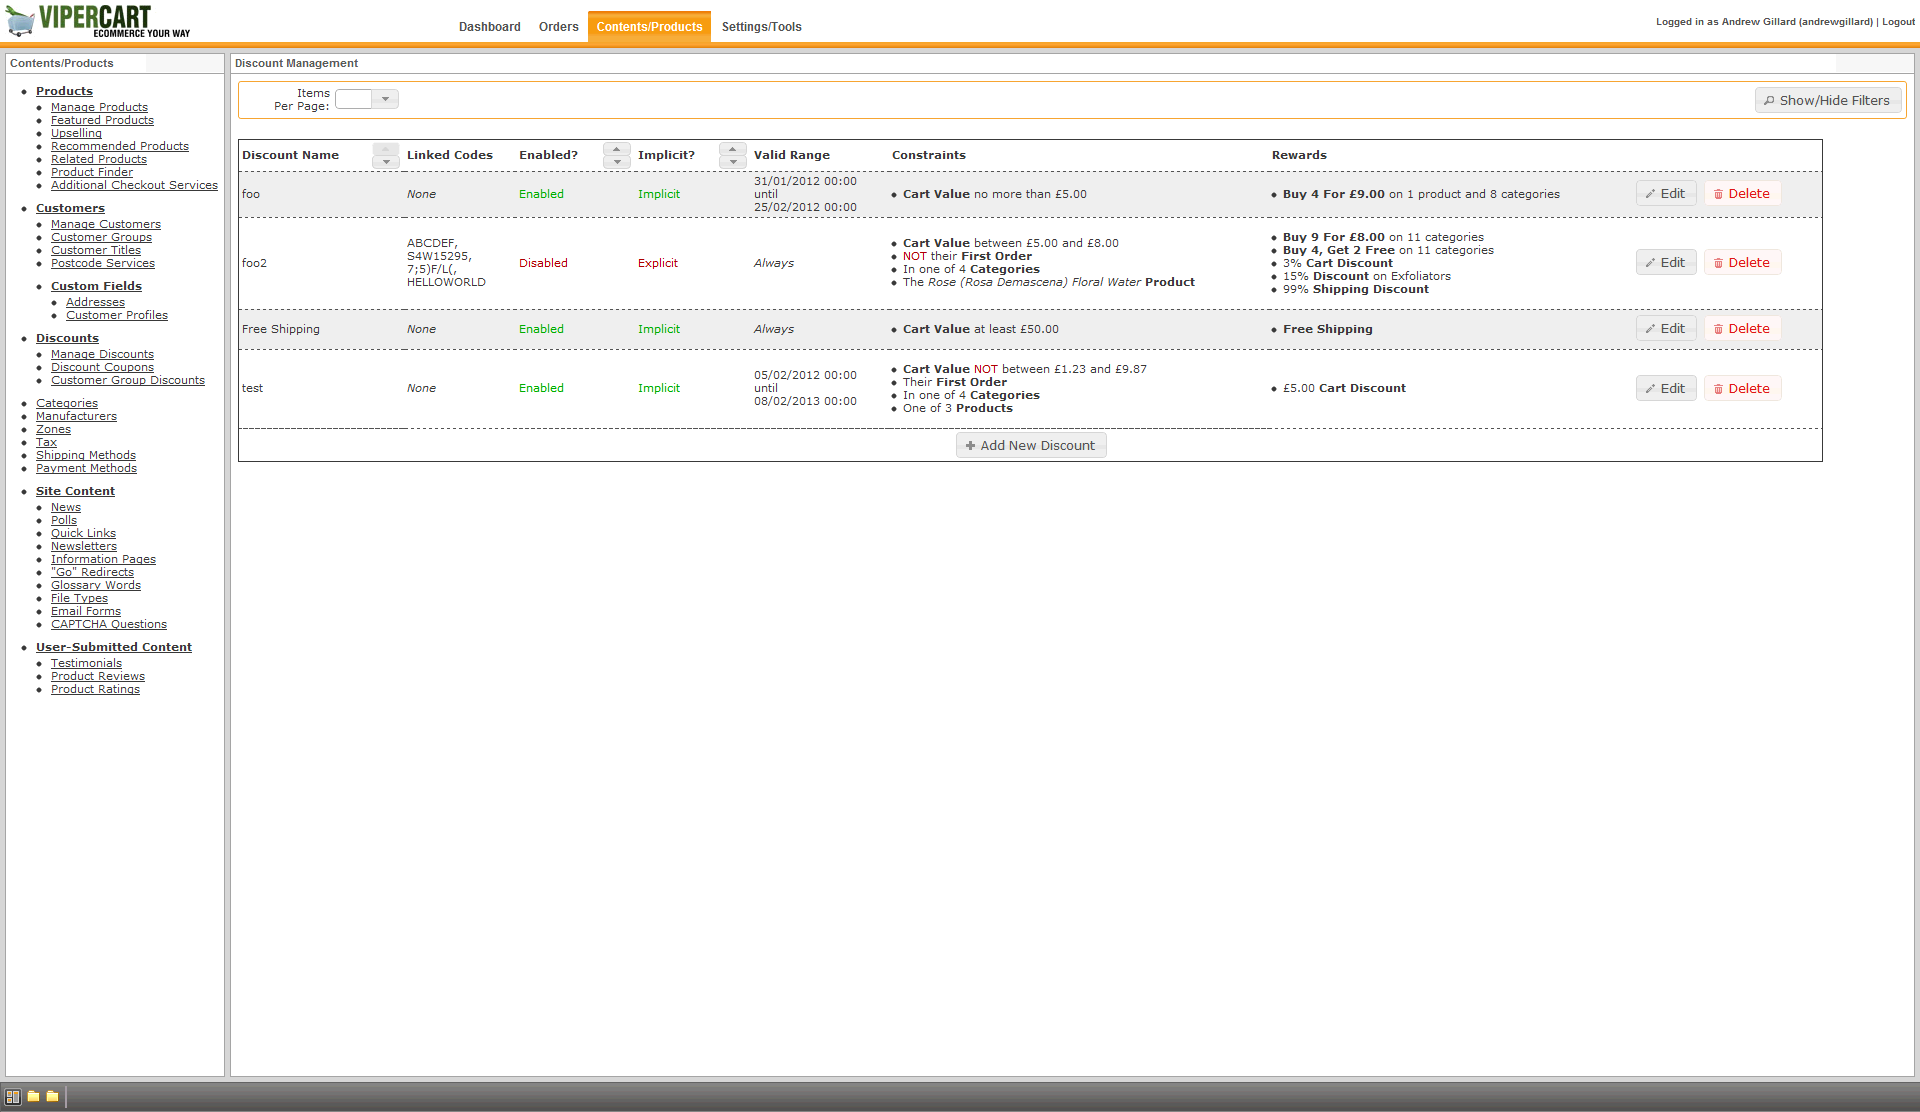 VIPERCART
ECOMMERCE YOUR WAY
Dashboard Orders Contents/Products Settings/Tools
Logged in as Andrew Gillard (andrewgillard) | Logout
Contents/Products
Products
Manage Products
Featured Products
Upselling
Recommended Products
Related Products
Product Finder
Additional Checkout Services
Customers
Manage Customers
Customer Groups
Customer Titles
Postcode Services
Custom Fields
Addresses
Customer Profiles
Discounts
Manage Discounts
Discount Coupons
Customer Group Discounts
Categories
Manufacturers
Zones
Tax
Shipping Methods
Payment Methods
Site Content
News
Polls
Quick Links
Newsletters
Information Pages
"Go" Redirects
Glossary Words
File Types
Email Forms
CAPTCHA Questions
User-Submitted Content
Testimonials
Product Reviews
Product Ratings
Discount Management
Items
Per Page:
Show/Hide Filters
Discount Name Linked Codes Enabled? Implicit? Valid Range Constraints Rewards
foo None Enabled Implicit
31/01/2012 00:00
until
25/02/2012 00:00
Cart Value no more than £5.00
Buy 4 For £9.00 on 1 product and 8 categories
Edit Delete
foo2
ABCDEF,
S4W15295,
7;5)F/L(,
HELLOWORLD
Disabled Explicit Always
Cart Value between £5.00 and £8.00
NOT their First Order
In one of 4 Categories
The Rose (Rosa Demascena) Floral Water Product
Buy 9 For £8.00 on 11 categories
Buy 4, Get 2 Free on 11 categories
3% Cart Discount
15% Discount on Exfoliators
99% Shipping Discount
Edit Delete
Free Shipping None Enabled Implicit Always
Cart Value at least £50.00
Free Shipping
Edit Delete
test None Enabled Implicit
05/02/2012 00:00
until
08/02/2013 00:00
Cart Value NOT between £1.23 and £9.87
Their First Order
In one of 4 Categories
One of 3 Products
£5.00 Cart Discount
Edit Delete
Add New Discount